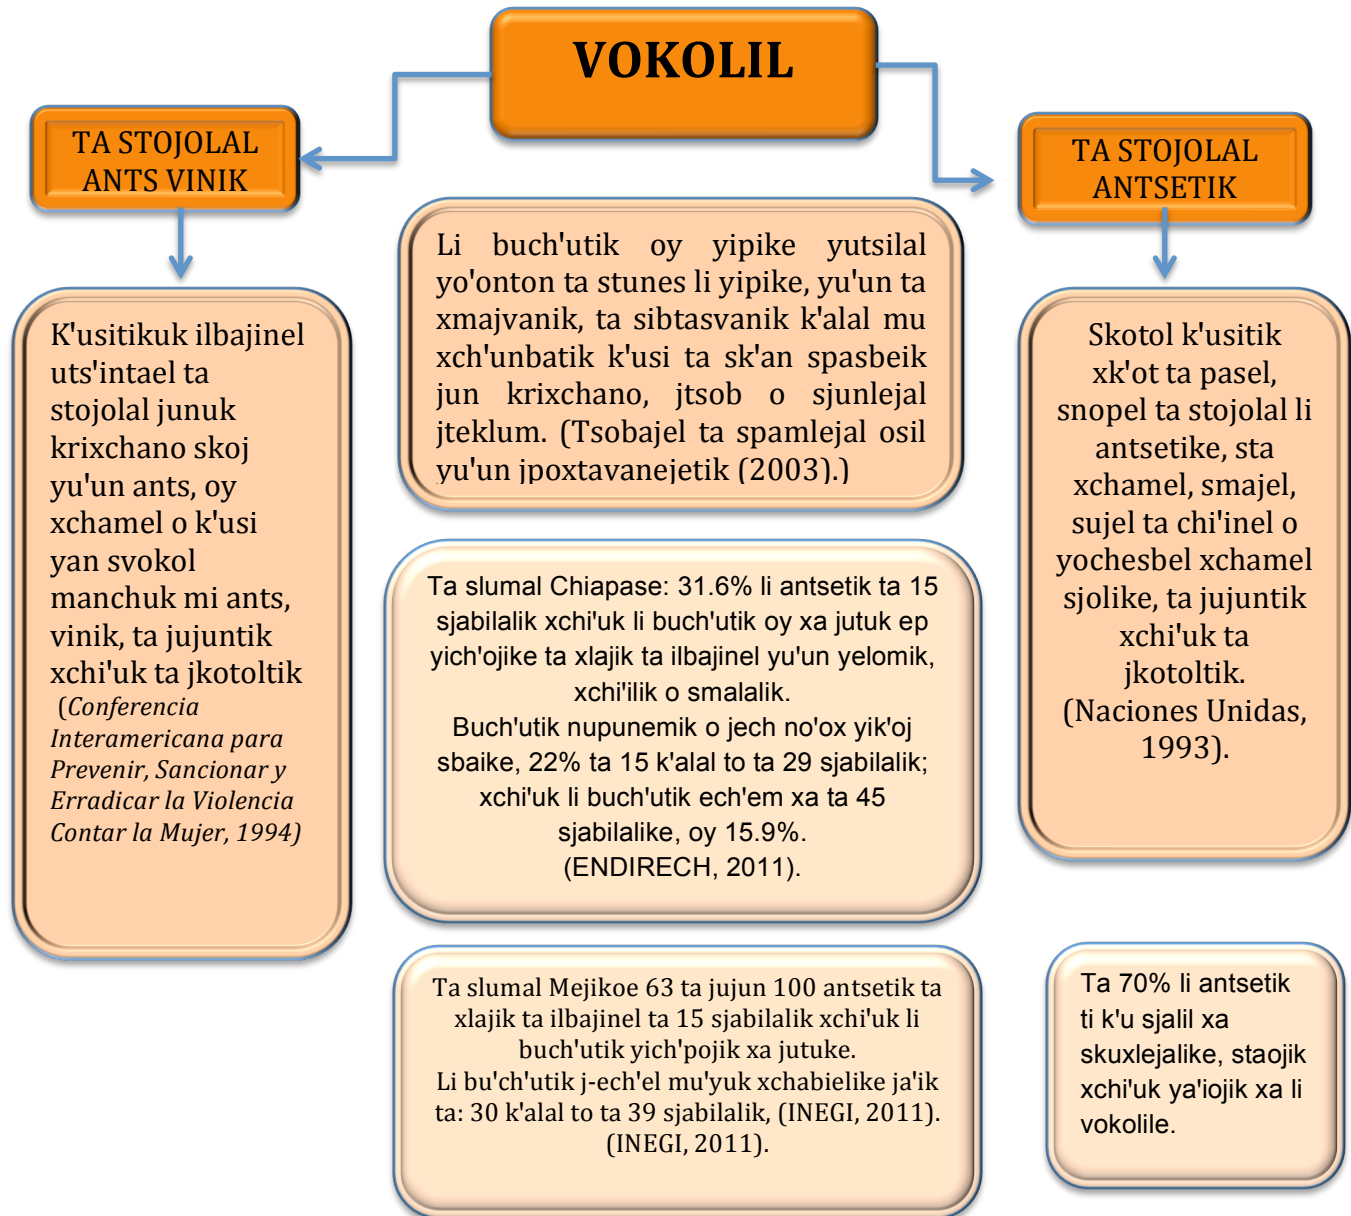 VOKOLIL
TA STOJOLAL
ANTS VINIK
K'usitikuk ilbajinel
uts'intael ta
stojolal junuk
krixchano skoj
yu'un ants, oy
xchamel o k'usi
yan svokol
manchuk mi ants,
vinik, ta jujuntik
xchi'uk ta jkotoltik
(Conferencia
Interamericana para
Prevenir, Sancionar y
Erradicar la Violencia
Contar la Mujer, 1994)
Li buch'utik oy yipike yutsilal
yo'onton ta stunes li yipike, yu'un ta
xmajvanik, ta sibtasvanik k'alal mu
xch'unbatik k'usi ta sk'an spasbeik
jun krixchano, jtsob o sjunlejal
jteklum. (Tsobajel ta spamlejal osil
yu'un jpoxtavanejetik (2003).)
Ta slumal Chiapase: 31.6% li antsetik ta 15
sjabilalik xchi'uk li buch'utik oy xa jutuk ep
yich'ojike ta xlajik ta ilbajinel yu'un yelomik,
xchi'ilik o smalalik.
Buch'utik nupunemik o jech no'ox yik'oj
sbaike, 22% ta 15 k'alal to ta 29 sjabilalik;
xchi'uk li buch'utik ech'em xa ta 45
sjabilalike, oy 15.9%.
(ENDIRECH, 2011).
Ta slumal Mejikoe 63 ta jujun 100 antsetik ta
xlajik ta ilbajinel ta 15 sjabilalik xchi'uk li
buch'utik yich'pojik xa jutuke.
Li bu'ch'utik j-ech'el mu'yuk xchabielike ja'ik
ta: 30 k'alal to ta 39 sjabilalik, (INEGI, 2011).
(INEGI, 2011).
TA STOJOLAL
ANTSETIK
Skotol k'usitik
xk'ot ta pasel,
snopel ta stojolal li
antsetike, sta
xchamel, smajel,
sujel ta chi'inel o
yochesbel xchamel
sjolike, ta jujuntik
xchi'uk ta
jkotoltik.
(Naciones Unidas,
1993).
Ta 70% li antsetik
ti k'u sjalil xa
skuxlejalike, staojik
xchi'uk ya'iojik xa li
vokolile.